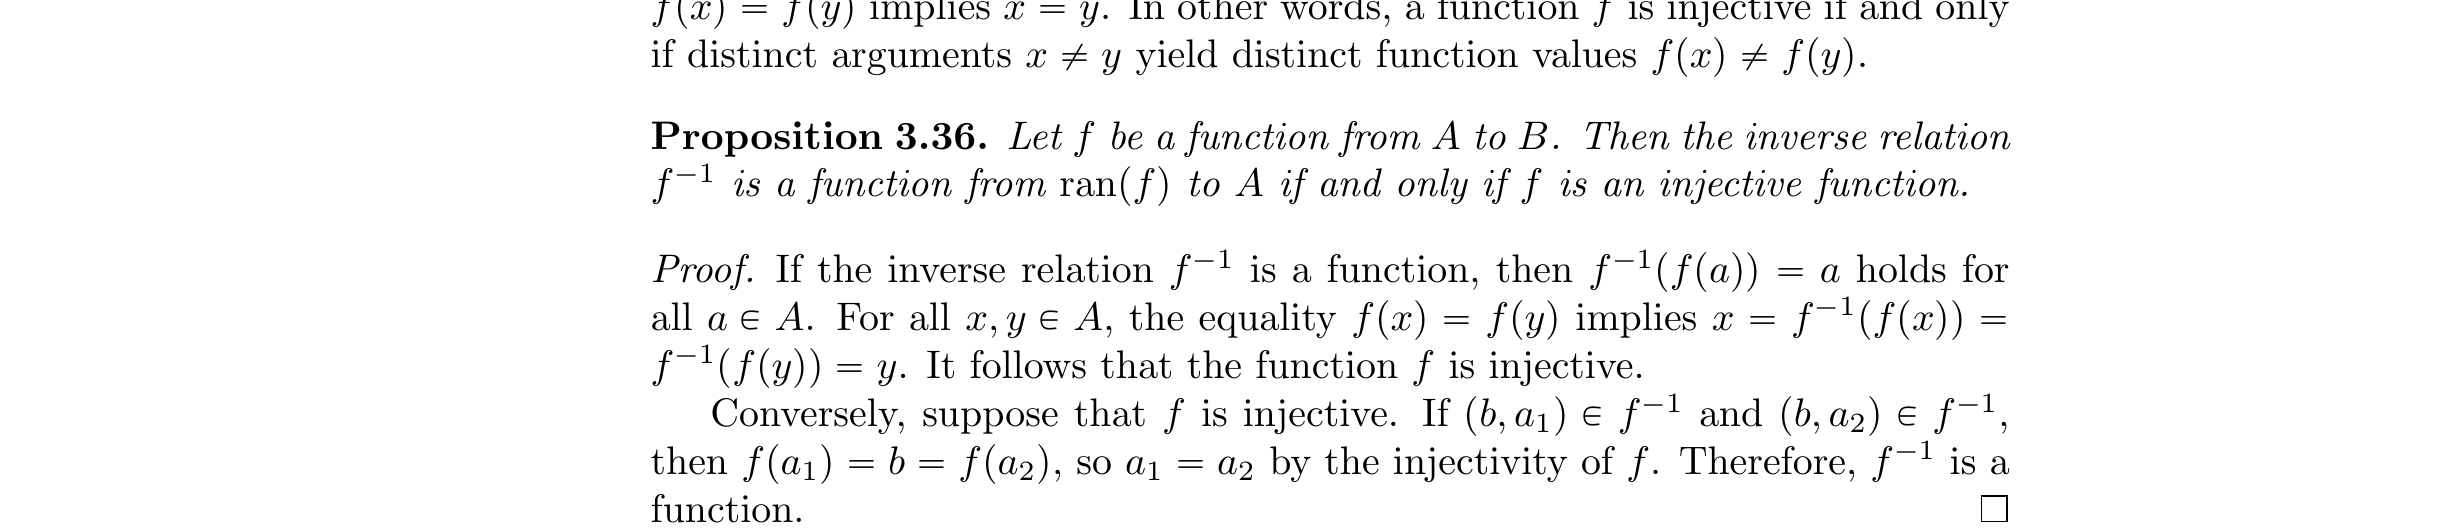 f(x) = f(y) implies x = y. In other words, a function f is injective if and only
if distinct arguments x ≠ y yield distinct function values f(x) ≠ f(y).
Proposition 3.36. Let f be a function from A to B. Then the inverse relation
f⁻¹ is a function from ran(f) to A if and only if f is an injective function.
Proof. If the inverse relation f⁻¹ is a function, then f⁻¹(f(a)) = a holds for
all a ∈ A. For all x, y ∈ A, the equality f(x) = f(y) implies x = f⁻¹(f(x)) =
f⁻¹(f(y)) = y. It follows that the function f is injective.
Conversely, suppose that f is injective. If (b, a₁) ∈ f⁻¹ and (b, a₂) ∈ f⁻¹,
then f(a₁) = b = f(a₂), so a₁ = a₂ by the injectivity of f. Therefore, f⁻¹ is a
function. □